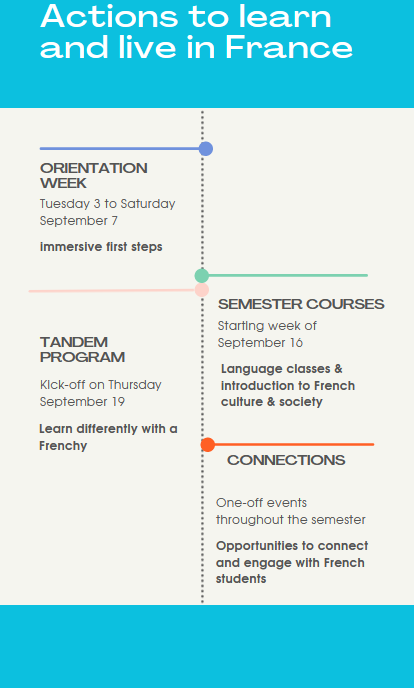 Actions to learn
and live in France
ORIENTATION
WEEK
Tuesday 3 to Saturday
September 7
immersive first steps
SEMESTER COURSES
Starting week of
September 16
Language classes &
introduction to French
culture & society
TANDEM
PROGRAM
Kick-off on Thursday
September 19
Learn differently with a
Frenchy
CONNECTIONS
One-off events
throughout the semester
Opportunities to connect
and engage with French
students